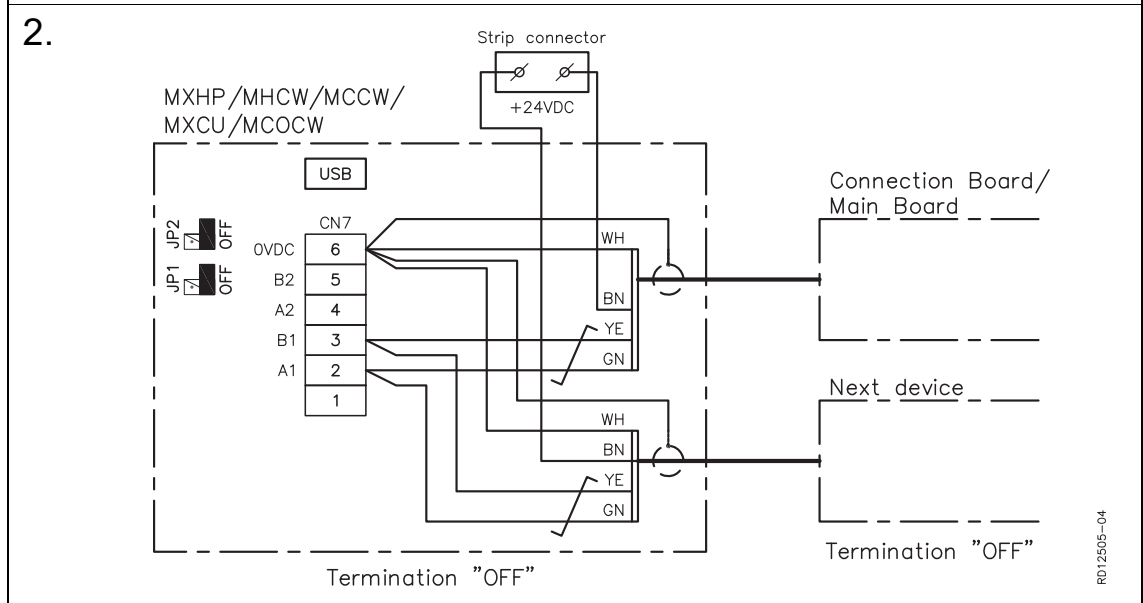 2.
Strip connector
+24VDC
MXHP/MHCW/MCCW/
MXCU/MCOCW
USB
Connection Board/
Main Board
JP2
OFF
JP1
OFF
CN7
0VDC 6
B2 5
A2 4
B1 3
A1 2
1
WH
BN
YE
GN
Next device
WH
BN
YE
GN
Termination "OFF"
Termination "OFF"
RD12505-04